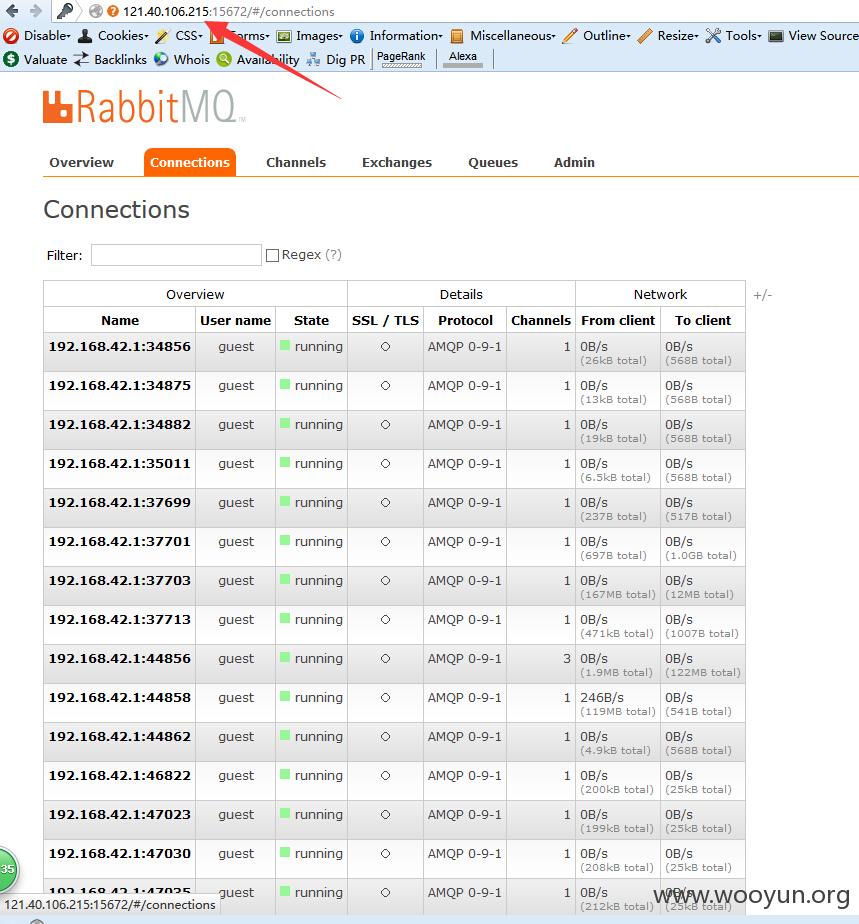 121.40.106.215:15672/#/connections
Disable Cookies CSS Forms Images Information Miscellaneous Outline Resize Tools View Source
Valuate Backlinks Whois Availability Dig PR PageRank Alexa
RabbitMQ TM
Overview Connections Channels Exchanges Queues Admin
Connections
Filter: Regex (?)
Overview Details Network +/-
Name User name State SSL / TLS Protocol Channels From client To client
192.168.42.1:34856 guest running AMQP 0-9-1 1 0B/s 0B/s
(26kB total) (568B total)
192.168.42.1:34875 guest running AMQP 0-9-1 1 0B/s 0B/s
(13kB total) (568B total)
192.168.42.1:34882 guest running AMQP 0-9-1 1 0B/s 0B/s
(19kB total) (568B total)
192.168.42.1:35011 guest running AMQP 0-9-1 1 0B/s 0B/s
(6.5kB total) (568B total)
192.168.42.1:37699 guest running AMQP 0-9-1 1 0B/s 0B/s
(237B total) (517B total)
192.168.42.1:37701 guest running AMQP 0-9-1 1 0B/s 0B/s
(697B total) (1.0GB total)
192.168.42.1:37703 guest running AMQP 0-9-1 1 0B/s 0B/s
(167MB total) (12MB total)
192.168.42.1:37713 guest running AMQP 0-9-1 1 0B/s 0B/s
(471kB total) (1007B total)
192.168.42.1:44856 guest running AMQP 0-9-1 3 0B/s 0B/s
(1.9MB total) (122MB total)
192.168.42.1:44858 guest running AMQP 0-9-1 1 246B/s 0B/s
(119MB total) (541B total)
192.168.42.1:44862 guest running AMQP 0-9-1 1 0B/s 0B/s
(4.9kB total) (568B total)
192.168.42.1:46822 guest running AMQP 0-9-1 1 0B/s 0B/s
(200kB total) (25kB total)
192.168.42.1:47023 guest running AMQP 0-9-1 1 0B/s 0B/s
(199kB total) (25kB total)
192.168.42.1:47030 guest running AMQP 0-9-1 1 0B/s 0B/s
(208kB total) (25kB total)
35
192.168.42.1:47035 guest running AMQP 0-9-1 1 0B/s 0B/s
(212kB total) (25kB total)
121.40.106.215:15672/#/connections
www.wooyun.org